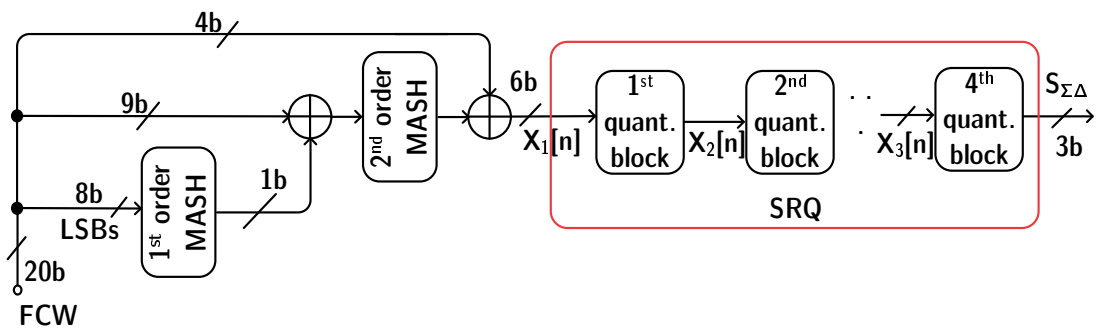 4b
9b
8b
LSBs
20b
FCW
1st order
MASH
1b
2nd order
MASH
6b
X1[n]
1st
quant.
block
X2[n]
2nd
quant.
block
. .
.
X3[n]
4th
quant.
block
SΣΔ
3b
SRQ